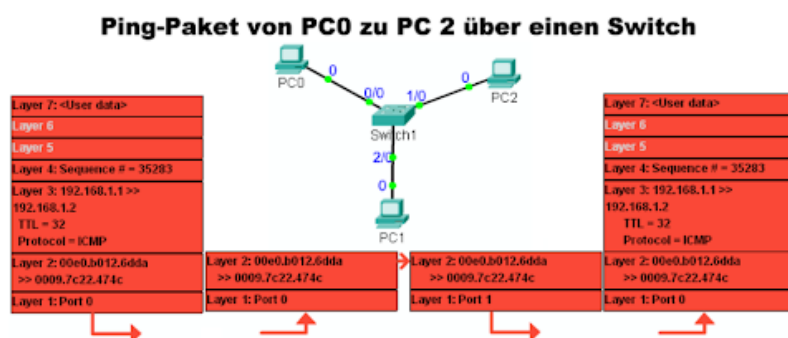 Ping-Paket von PC0 zu PC 2 über einen Switch
0
PC0
0/0
1/0
0
PC2
Switch1
2/0
0
PC1
Layer 7: <User data>
Layer 6
Layer 5
Layer 4: Sequence # = 35283
Layer 3: 192.168.1.1 >>
192.168.1.2
TTL = 32
Protocol = ICMP
Layer 2: 00e0.b012.6dda
>> 0009.7c22.474c
Layer 1: Port 0
Layer 2: 00e0.b012.6dda
>> 0009.7c22.474c
Layer 1: Port 0
Layer 2: 00e0.b012.6dda
>> 0009.7c22.474c
Layer 1: Port 1
Layer 7: <User data>
Layer 6
Layer 5
Layer 4: Sequence # = 35283
Layer 3: 192.168.1.1 >>
192.168.1.2
TTL = 32
Protocol = ICMP
Layer 2: 00e0.b012.6dda
>> 0009.7c22.474c
Layer 1: Port 0